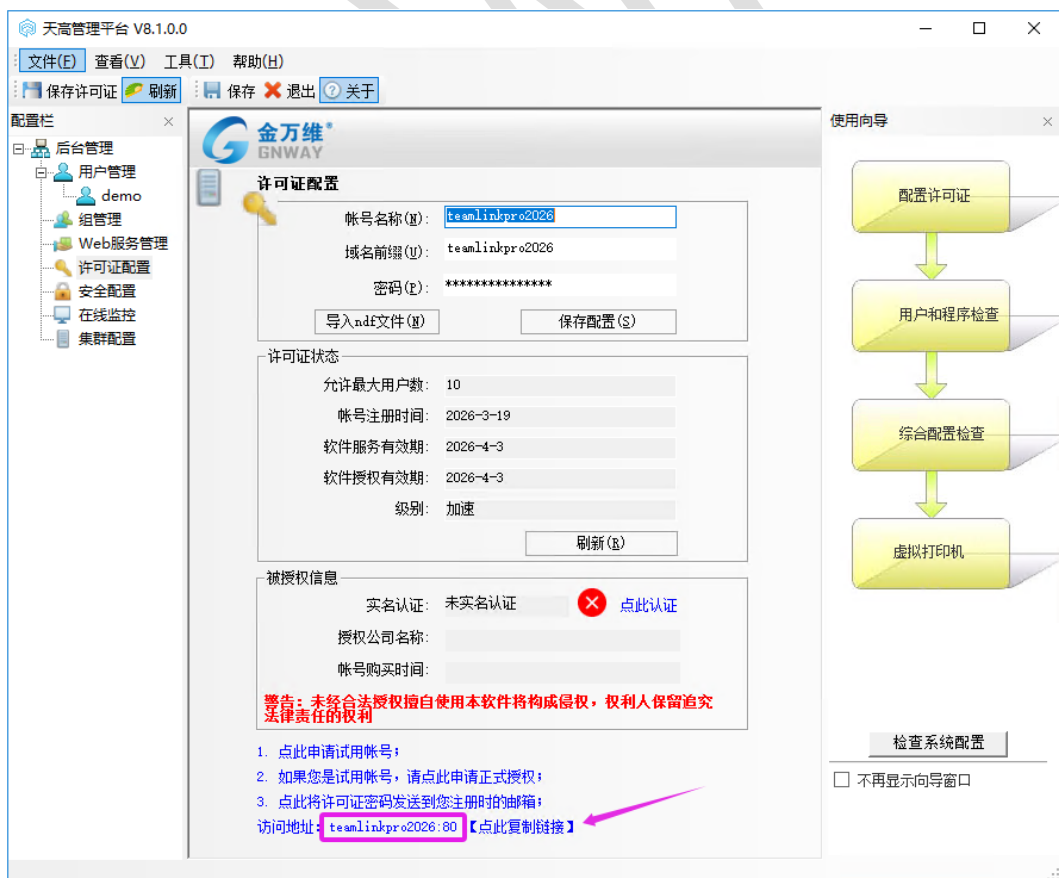 天高管理平台 V8.1.0.0
文件(F) 查看(V) 工具(T) 帮助(H)
保存许可证 刷新 保存 退出 关于
配置栏
后台管理
用户管理
demo
组管理
Web服务管理
许可证配置
安全配置
在线监控
集群配置
金万维®
GNWAY
许可证配置
帐号名称(N): teamlinkpro2026
域名前缀(U): teamlinkpro2026
密码(P): ***************
导入ndf文件(N) 保存配置(S)
许可证状态
允许最大用户数: 10
帐号注册时间: 2026-3-19
软件服务有效期: 2026-4-3
软件授权有效期: 2026-4-3
级别: 加速
刷新(R)
被授权信息
实名认证: 未实名认证 点此认证
授权公司名称:
帐号购买时间:
警告：未经合法授权擅自使用本软件将构成侵权，权利人保留追究
法律责任的权利
1. 点此申请试用帐号；
2. 如果您是试用帐号，请点此申请正式授权；
3. 点此将许可证密码发送到您注册时的邮箱；
访问地址：teamlinkpro2026:80【点此复制链接】
使用向导
配置许可证
用户和程序检查
综合配置检查
虚拟打印机
检查系统配置
不再显示向导窗口